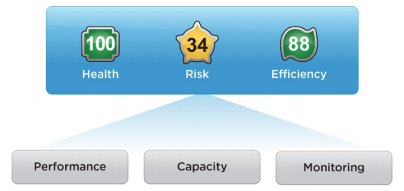 100 34 88
Health Risk Efficiency
Performance Capacity Monitoring